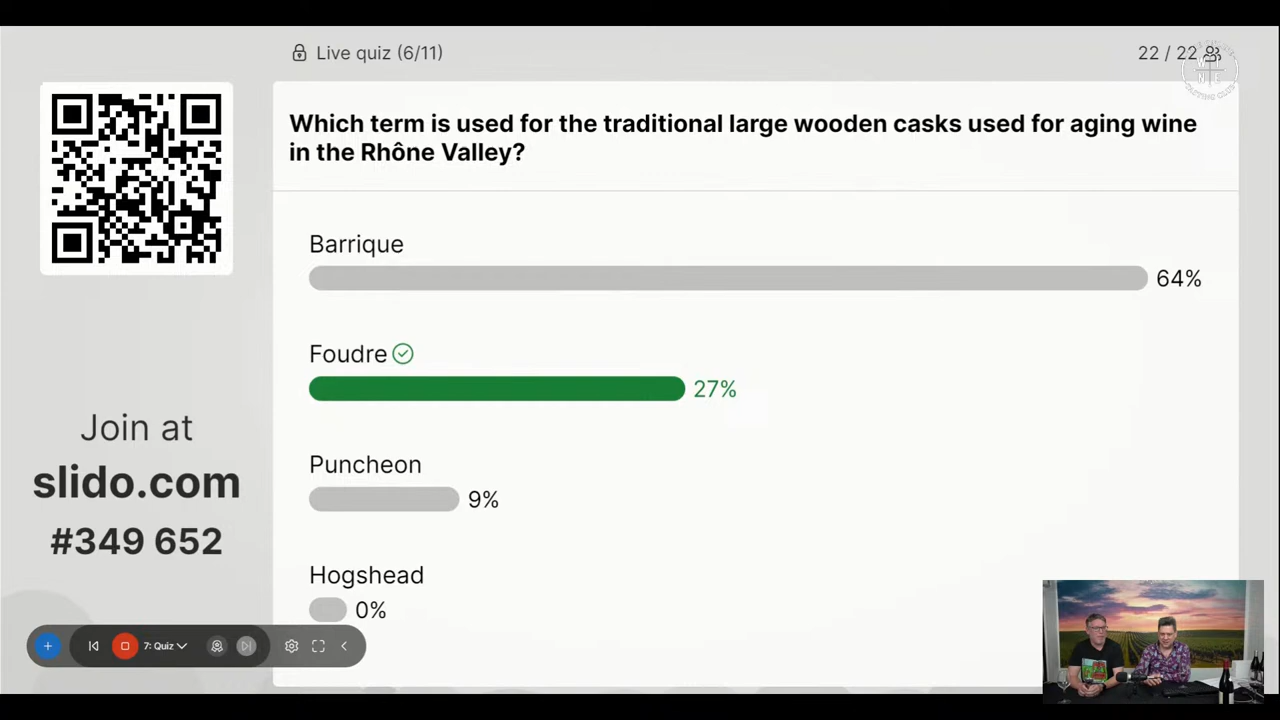 Live quiz (6/11)
22 / 22
Which term is used for the traditional large wooden casks used for aging wine
in the Rhône Valley?
Barrique
64%
Foudre
27%
Puncheon
9%
Hogshead
0%
Join at
slido.com
#349 652
7: Quiz